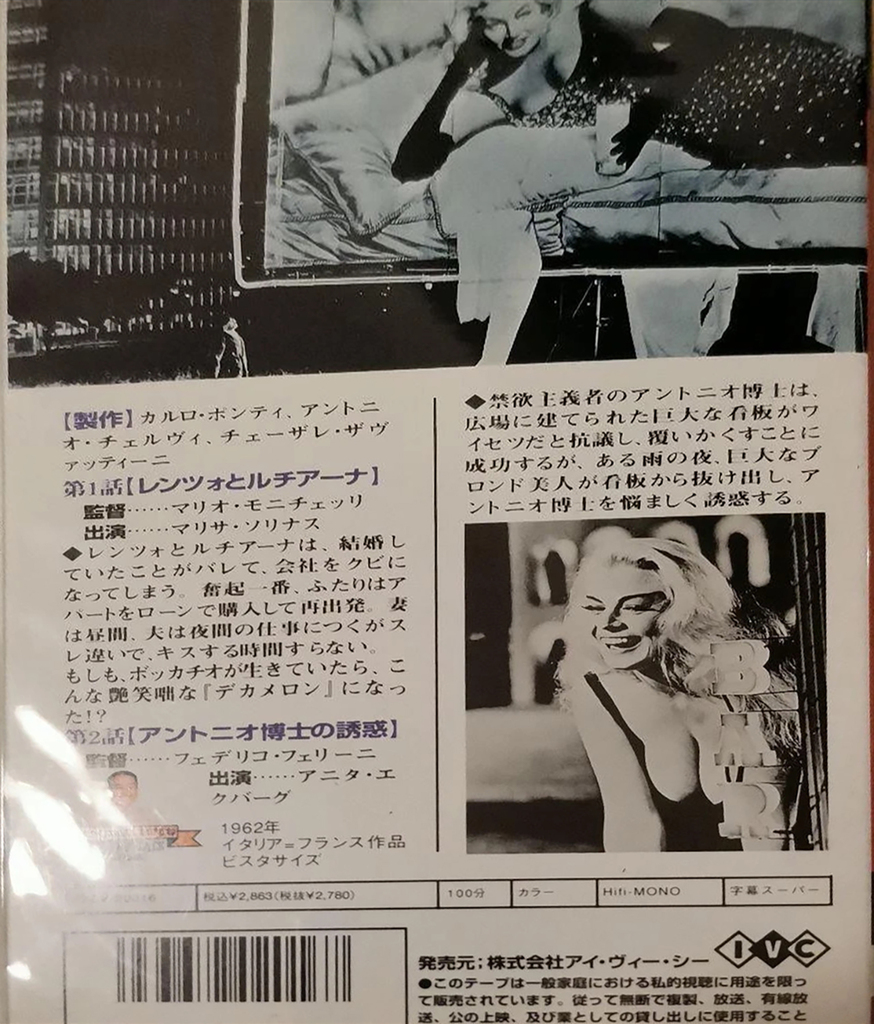 【製作】カルロ・ポンティ、アントニ
オ・チェルヴィ、チェーザレ・ザヴ
ァッティーニ
第1話【レンツォとルチアーナ】
監督……マリオ・モニチェッリ
出演……マリサ・ソリナス
◆レンツォとルチアーナは、結婚し
ていたことがバレて、会社をクビに
なってしまう。奮起一番、ふたりはア
パートをローンで購入して再出発。妻
は昼間、夫は夜間の仕事につくがス
レ違いで、キスする時間すらない。
もしも、ボッカチオが生きていたら、こ
んな艶笑咄な『デカメロン』になっ
た!?
第2話【アントニオ博士の誘惑】
監督……フェデリコ・フェリーニ
出演……アニタ・エ
クバーグ
1962年
イタリア=フランス作品
ビスタサイズ
◆禁欲主義者のアントニオ博士は、
広場に建てられた巨大な看板がワ
イセツだと抗議し、覆いかくすことに
成功するが、ある雨の夜、巨大なブ
ロンド美人が看板から抜け出し、ア
ントニオ博士を悩ましく誘惑する。
BAR
税込¥2,863(税抜¥2,780)
100分
カラー
Hifi-MONO
字幕スーパー
発売元;株式会社アイ・ヴィー・シー
IVC
●このテープは一般家庭における私的視聴に用途を限っ
て販売されています。従って無断で複製、放送、有線放
送、公の上映、及び業としての貸し出しに使用すること